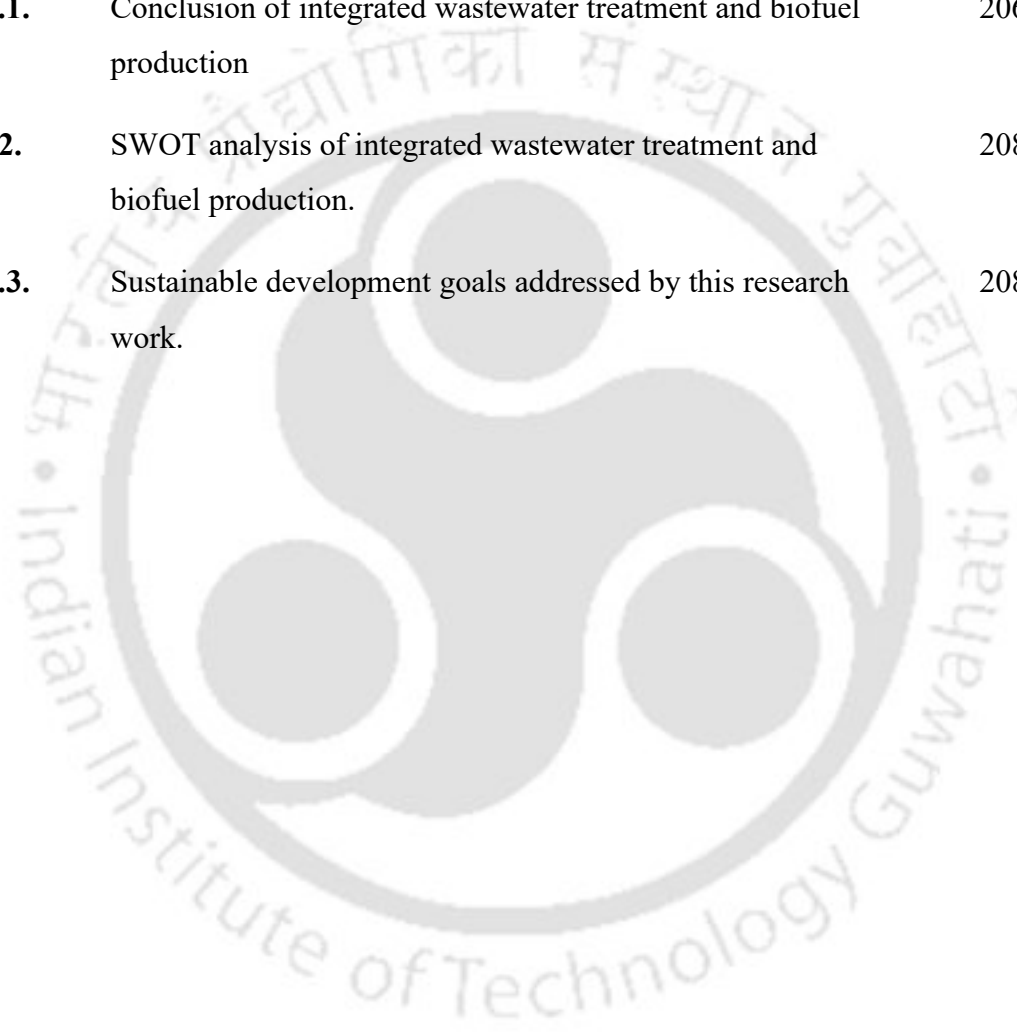 .1. Conclusion of integrated wastewater treatment and biofuel 206
production
2. SWOT analysis of integrated wastewater treatment and 208
biofuel production.
.3. Sustainable development goals addressed by this research 208
work.
भारतीय प्रौद्योगिकी संस्थान गुवाहाटी
• Indian Institute of Technology Guwahati •